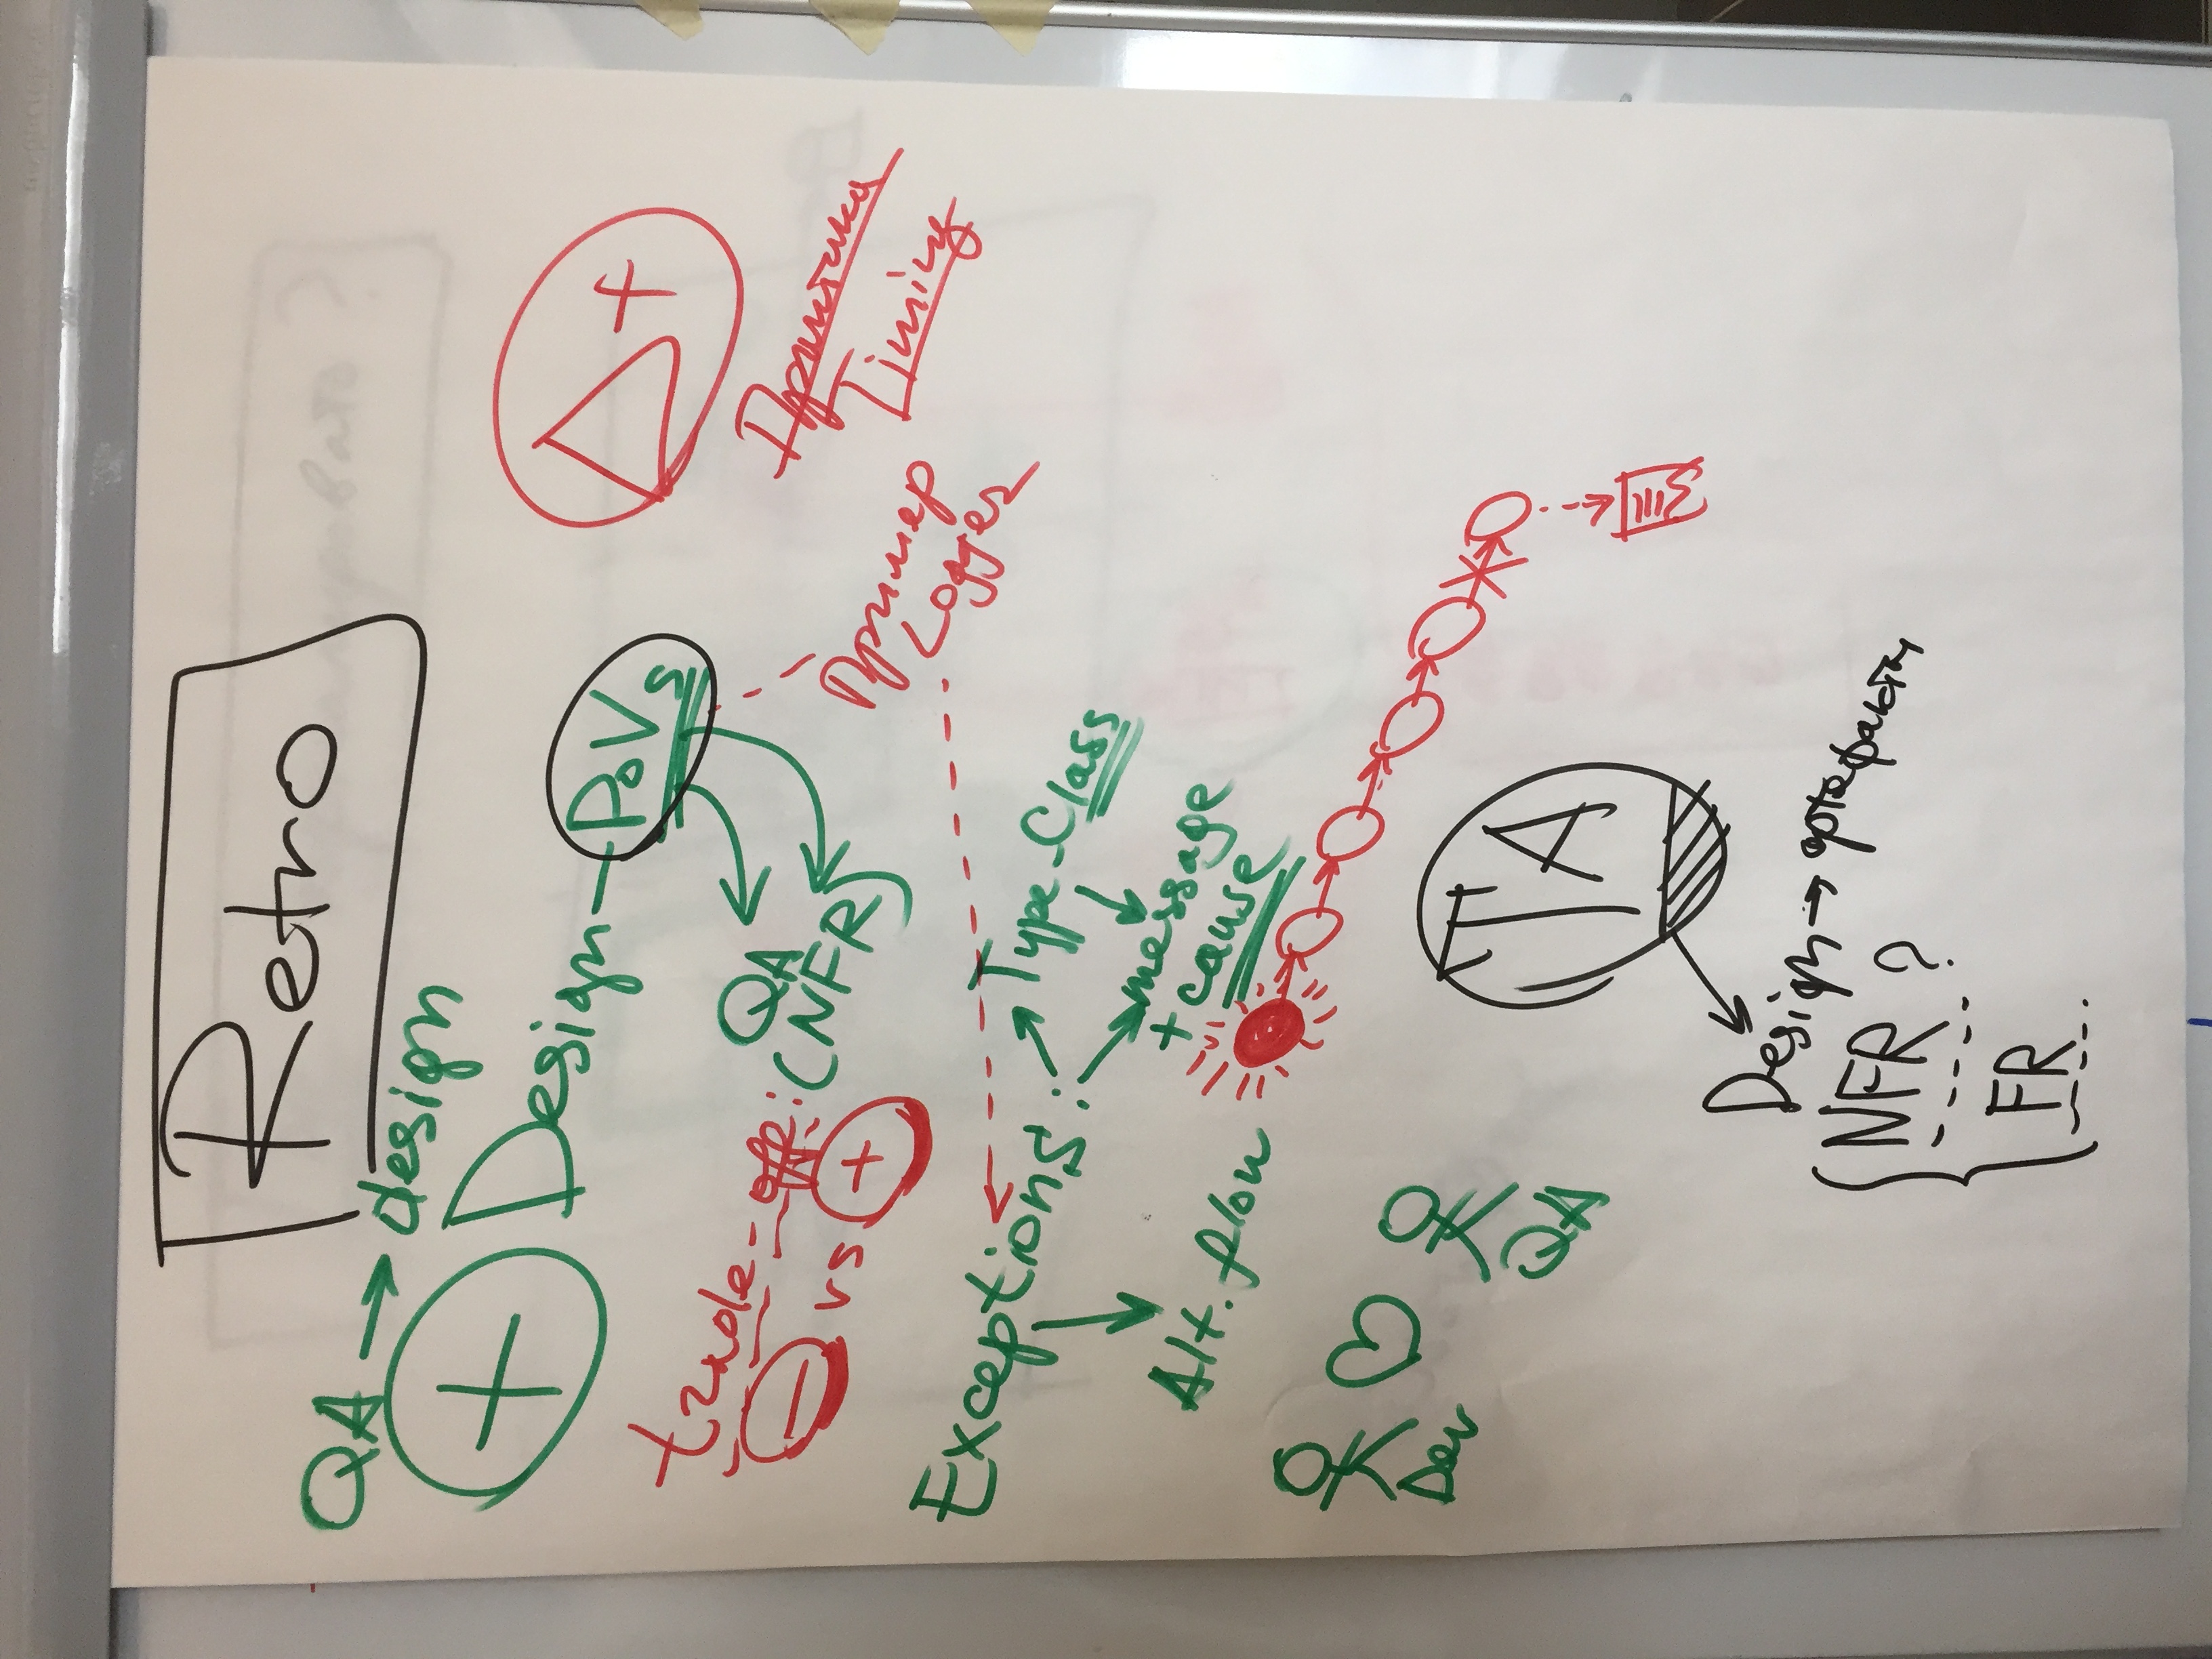 Retro
QA → design
+ Design - PoVs
Δ+
trade-off:
- vs +
QA
(NFR)
Практика
Timing
Пример
Logger
Exceptions:
Type-Class
message
+ cause
Alt. flow
Dev
QA
TA
Design → артефакты
NFR ?
FR